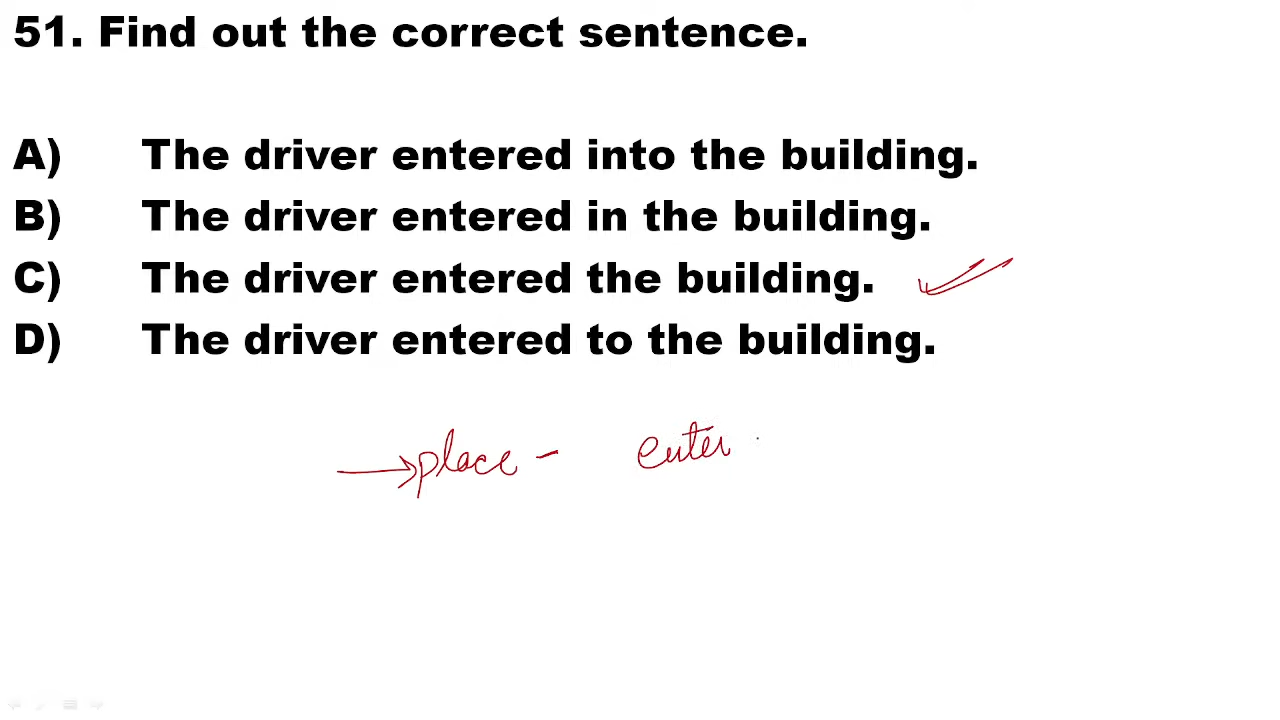 51. Find out the correct sentence.
A) The driver entered into the building.
B) The driver entered in the building.
C) The driver entered the building.
D) The driver entered to the building.
→ place - enter